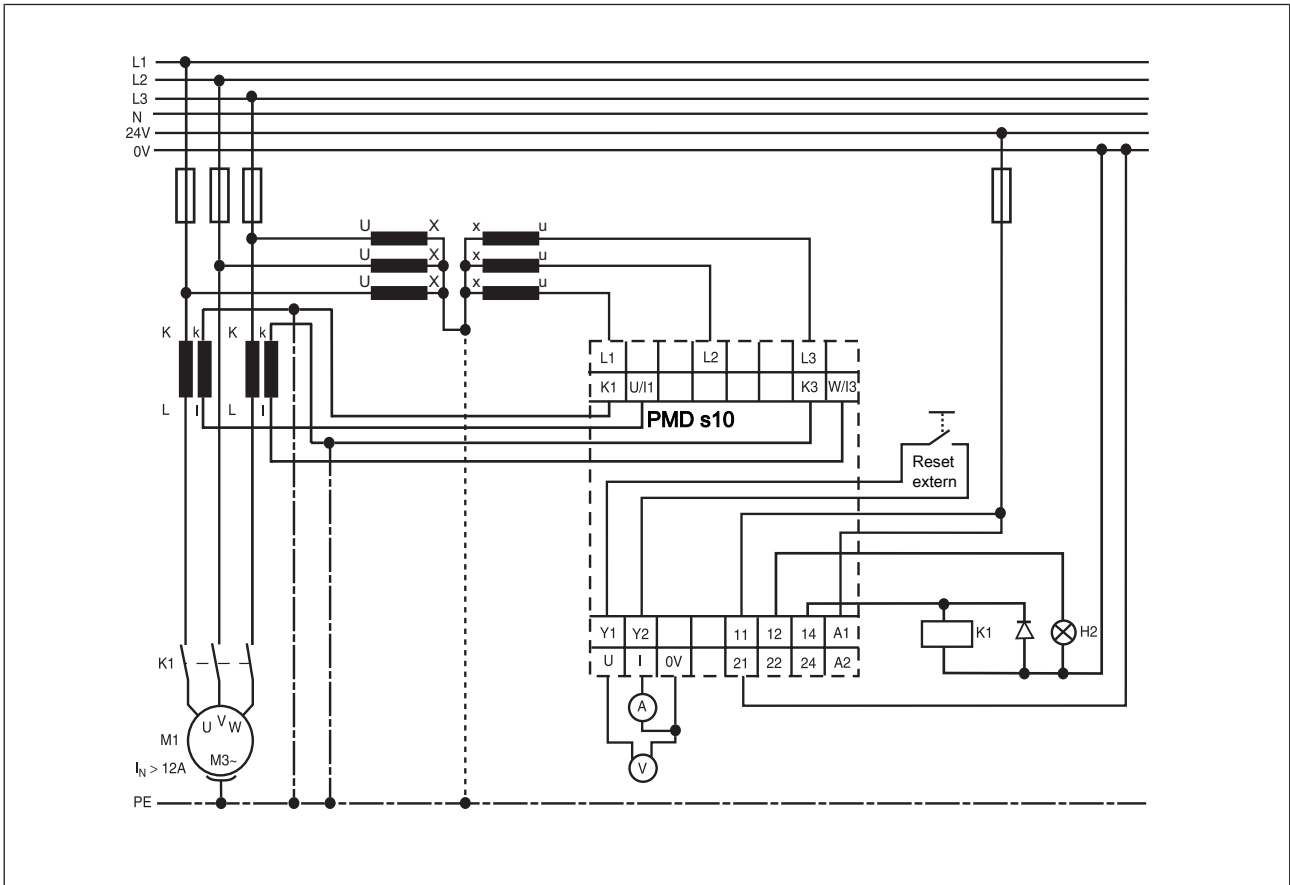 L1
L2
L3
N
24V
0V
U X x u
U X x u
U X x u
K k K k
L l L l
L1 L2 L3
K1 U/I1 K3 W/I3
PMD s10
Reset
extern
Y1 Y2 11 12 14 A1
U I 0V 21 22 24 A2
K1 H2
K1
A
V
U V W
M1
M3~
IN > 12A
PE